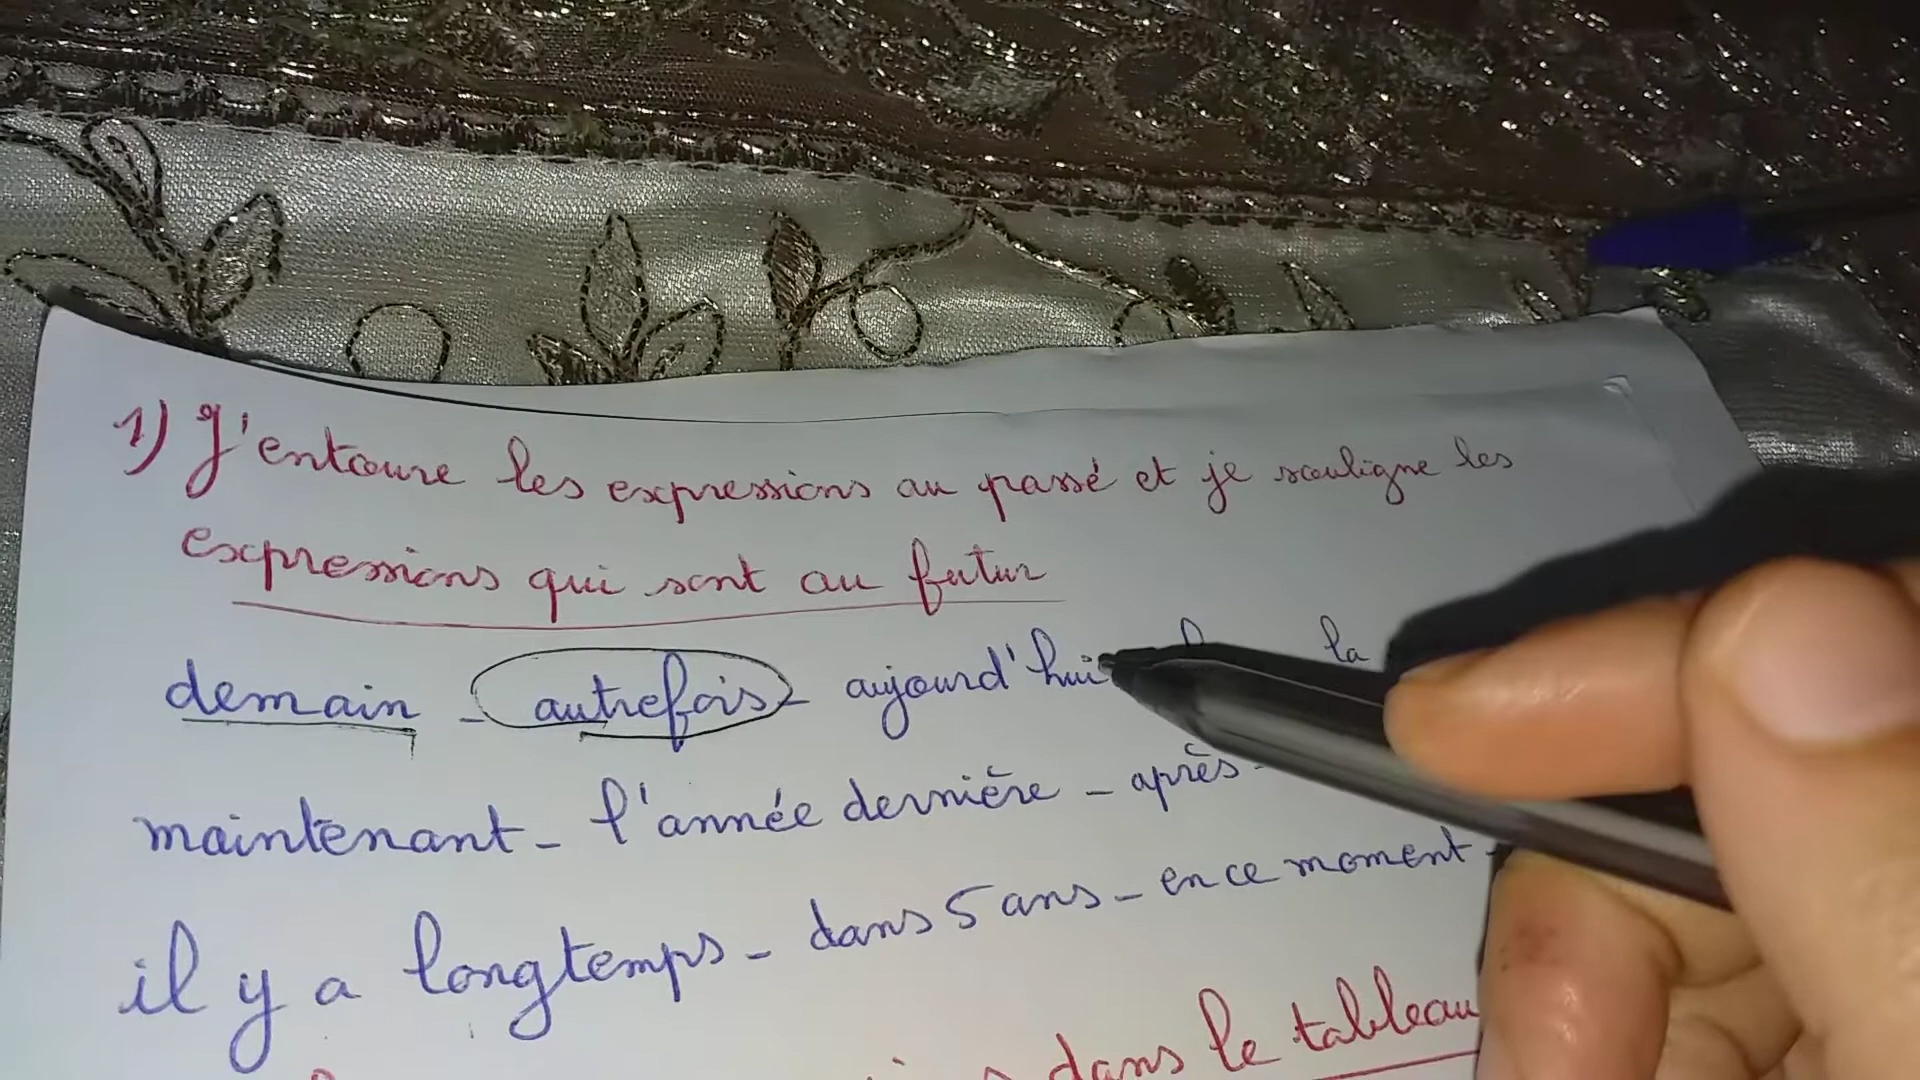 1) J'entoure les expressions au passé et je souligne les
expressions qui sont au futur
demain - autrefois - aujourd'hui la
maintenant - l'année dernière - après -
il y a longtemps - dans 5 ans - en ce moment -
dans le tableau